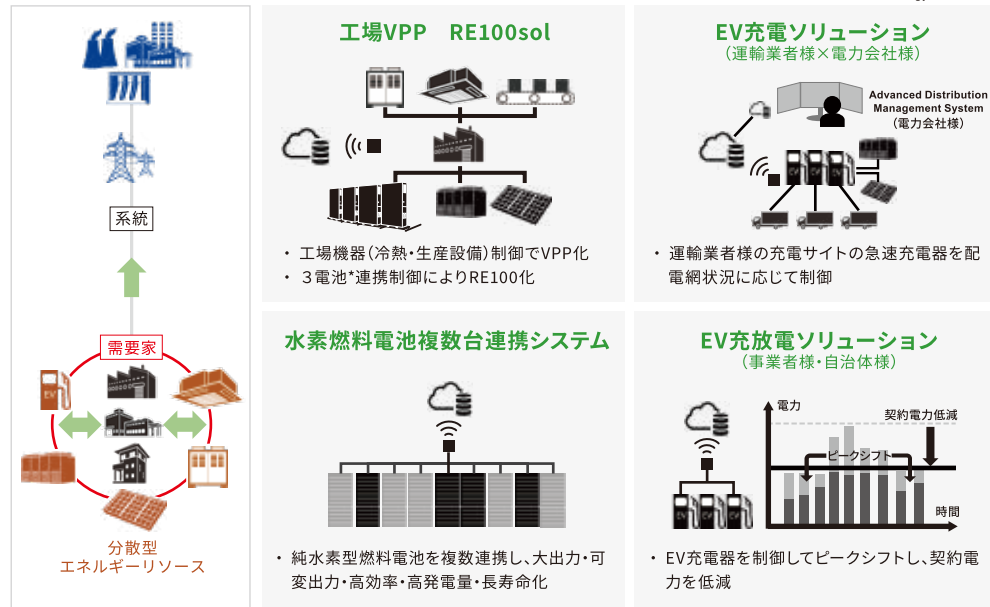 系統
需要家
EV
分散型
エネルギーリソース
工場VPP　RE100sol
・ 工場機器（冷熱・生産設備）制御でVPP化
・ ３電池*連携制御によりRE100化
EV充電ソリューション
（運輸業者様×電力会社様）
Advanced Distribution
Management System
（電力会社様）
EV EV EV
・ 運輸業者様の充電サイトの急速充電器を配
電網状況に応じて制御
水素燃料電池複数台連携システム
・ 純水素型燃料電池を複数連携し、大出力・可
変出力・高効率・高発電量・長寿命化
EV充放電ソリューション
（事業者様・自治体様）
電力
契約電力低減
ピークシフト
時間
EV EV EV
・ EV充電器を制御してピークシフトし、契約電
力を低減